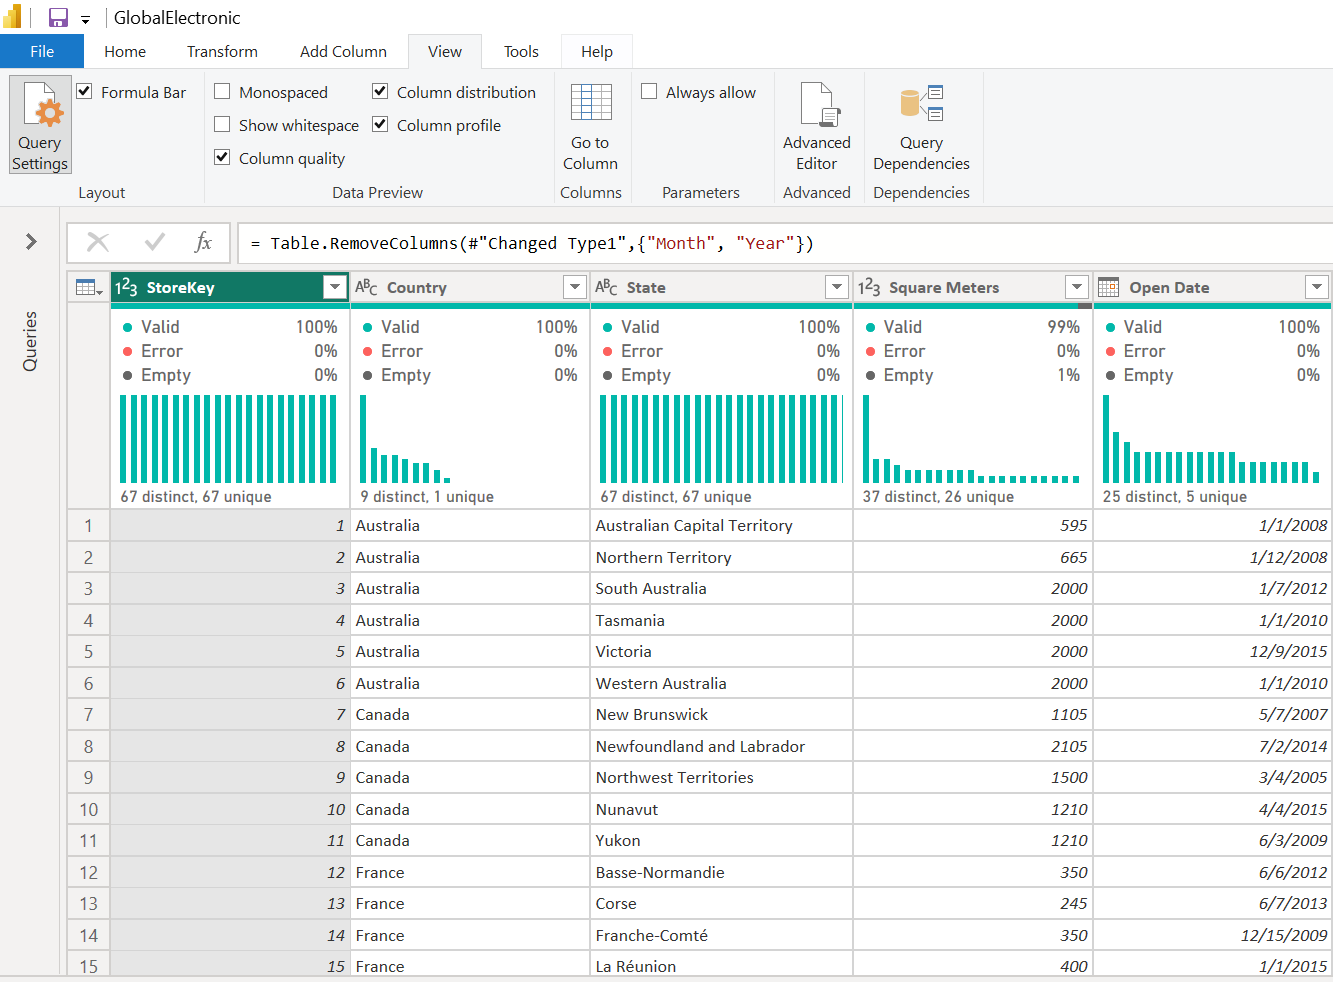 GlobalElectronic
File Home Transform Add Column View Tools Help
Formula Bar Monospaced Column distribution Always allow
Show whitespace Column profile
Query Settings Column quality Go to Column Advanced Editor Query Dependencies
Layout Data Preview Columns Parameters Advanced Dependencies
fx = Table.RemoveColumns(#"Changed Type1",{"Month", "Year"})
Queries
123 StoreKey ABC Country ABC State 123 Square Meters Open Date
Valid 100% Valid 100% Valid 100% Valid 99% Valid 100%
Error 0% Error 0% Error 0% Error 0% Error 0%
Empty 0% Empty 0% Empty 0% Empty 1% Empty 0%
67 distinct, 67 unique 9 distinct, 1 unique 67 distinct, 67 unique 37 distinct, 26 unique 25 distinct, 5 unique
1 1 Australia Australian Capital Territory 595 1/1/2008
2 2 Australia Northern Territory 665 1/12/2008
3 3 Australia South Australia 2000 1/7/2012
4 4 Australia Tasmania 2000 1/1/2010
5 5 Australia Victoria 2000 12/9/2015
6 6 Australia Western Australia 2000 1/1/2010
7 7 Canada New Brunswick 1105 5/7/2007
8 8 Canada Newfoundland and Labrador 2105 7/2/2014
9 9 Canada Northwest Territories 1500 3/4/2005
10 10 Canada Nunavut 1210 4/4/2015
11 11 Canada Yukon 1210 6/3/2009
12 12 France Basse-Normandie 350 6/6/2012
13 13 France Corse 245 6/7/2013
14 14 France Franche-Comté 350 12/15/2009
15 15 France La Réunion 400 1/1/2015